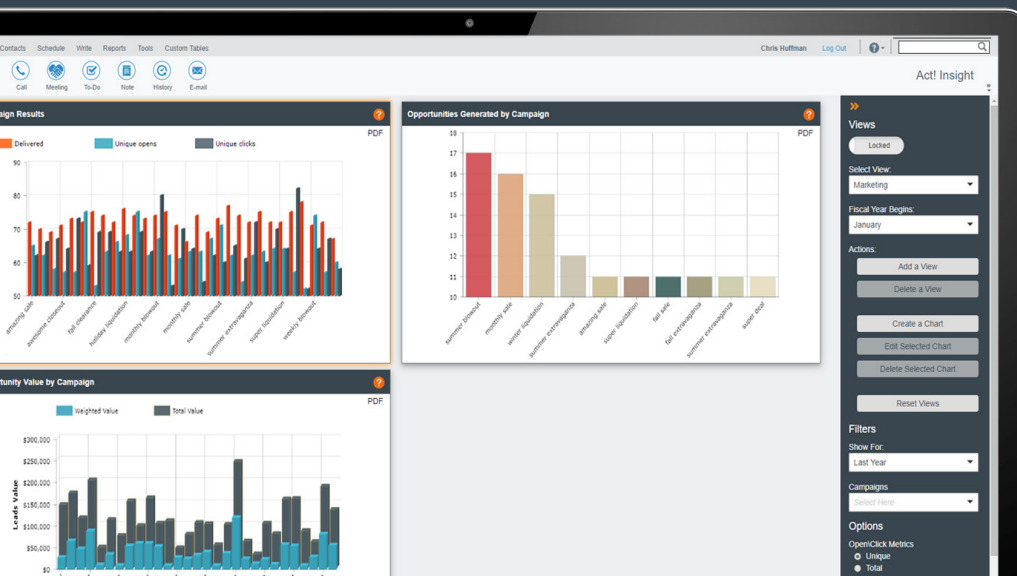 Contacts Schedule Write Reports Tools Custom Tables
Chris Huffman Log Out ?
Call Meeting To-Do Note History E-mail
Act! Insight
aign Results ?
PDF
Delivered Unique opens Unique clicks
90
80
70
60
50
amazing sale
awesome closeout
fall clearance
holiday liquidation
monthly blowout
monthly sale
summer blowout
summer extravaganza
super liquidation
weekly blowout
Opportunities Generated by Campaign ?
PDF
18
17
16
15
14
13
12
11
10
summer blowout
monthly sale
winter liquidation
summer extravaganza
amazing sale
super liquidation
fall sale
fall extravaganza
summer extravaganza
super deal
tunity Value by Campaign ?
PDF
Weighted Value Total Value
Leads Value
$300,000
$250,000
$150,000
$100,000
$50,000
$0
Views
Locked
Select View:
Marketing
Fiscal Year Begins:
January
Actions:
Add a View
Delete a View
Create a Chart
Edit Selected Chart
Delete Selected Chart
Reset Views
Filters
Show For:
Last Year
Campaigns
Select Here
Options
Open\Click Metrics
Unique
Total